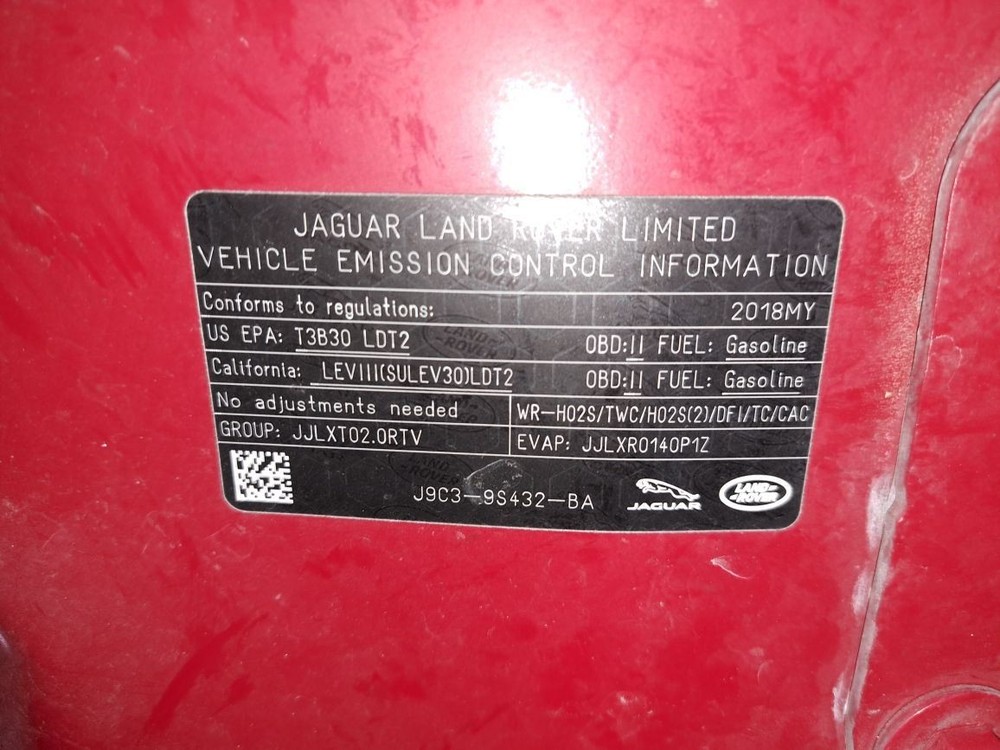 JAGUAR LAND ROVER LIMITED
VEHICLE EMISSION CONTROL INFORMATION
Conforms to regulations: 2018MY
US EPA: T3B30 LDT2 OBD:II FUEL: Gasoline
California: LEVIII(SULEV30)LDT2 OBD:II FUEL: Gasoline
No adjustments needed WR-HO2S/TWC/HO2S(2)/DFI/TC/CAC
GROUP: JJLXT02.0RTV EVAP: JJLXR0140P1Z
J9C3-9S432-BA JAGUAR LAND-ROVER